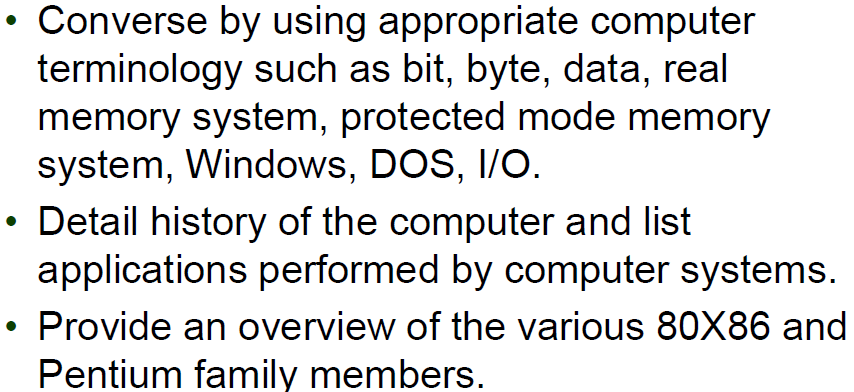 • Converse by using appropriate computer
terminology such as bit, byte, data, real
memory system, protected mode memory
system, Windows, DOS, I/O.
• Detail history of the computer and list
applications performed by computer systems.
• Provide an overview of the various 80X86 and
Pentium family members.